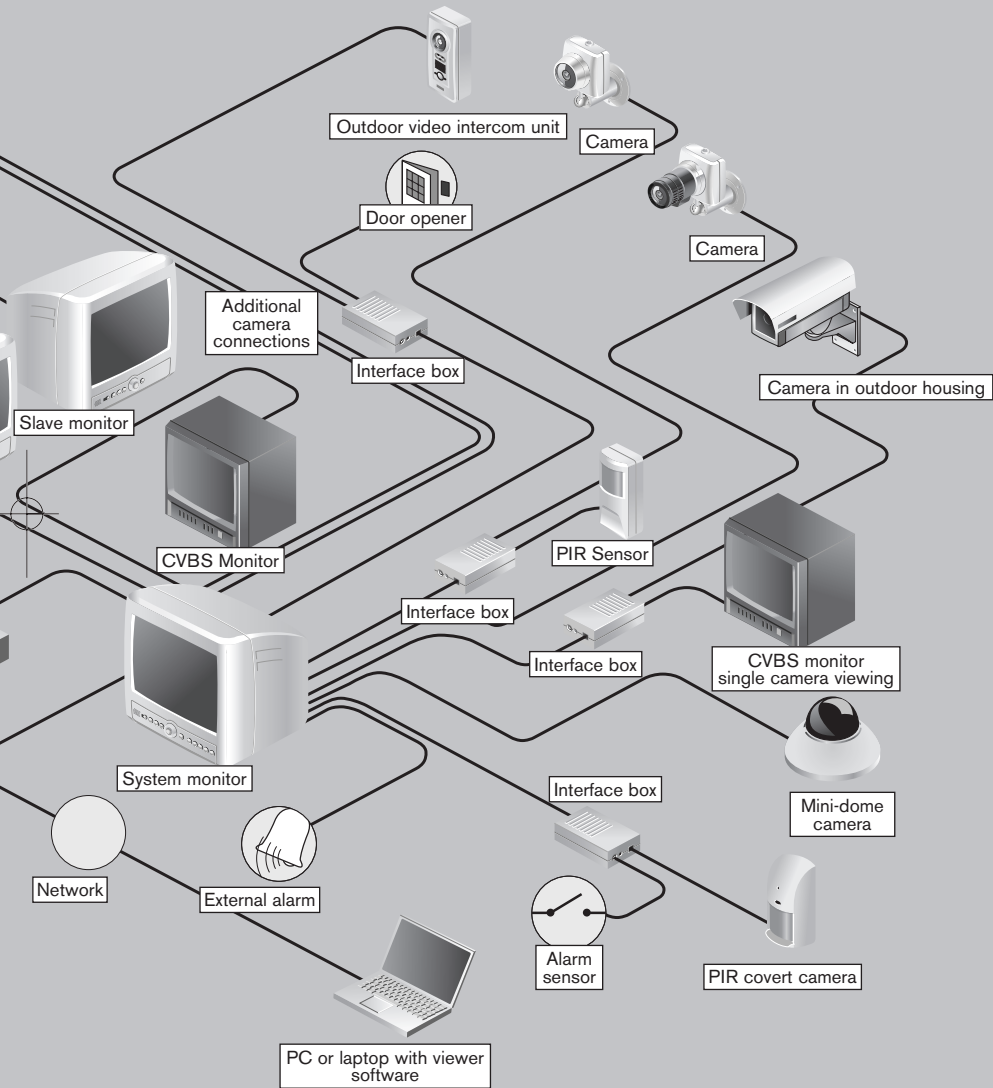 Outdoor video intercom unit
Camera
Door opener
Camera
Additional
camera
connections
Interface box
Camera in outdoor housing
Slave monitor
CVBS Monitor
PIR Sensor
Interface box
Interface box
CVBS monitor
single camera viewing
System monitor
Interface box
Mini-dome
camera
Network
External alarm
Alarm
sensor
PIR covert camera
PC or laptop with viewer
software